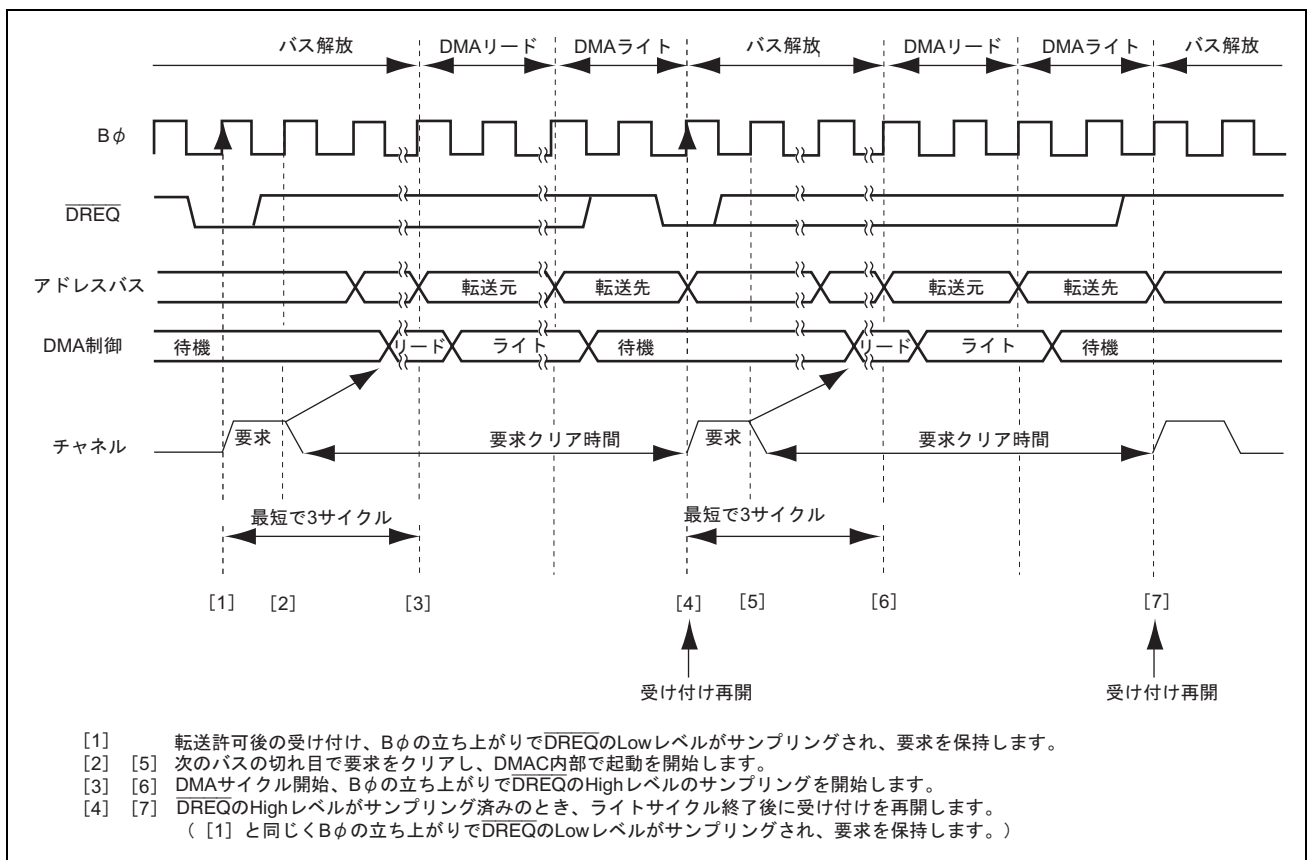 バス解放 DMAリード DMAライト バス解放 DMAリード DMAライト バス解放
Bφ
DREQ
アドレスバス 転送元 転送先 転送元 転送先
DMA制御 待機 リード ライト 待機 リード ライト 待機
チャネル 要求 要求クリア時間 要求 要求クリア時間
最短で3サイクル 最短で3サイクル
[1] [2] [3] [4] [5] [6] [7]
受け付け再開 受け付け再開
[1] 転送許可後の受け付け、Bφの立ち上がりでDREQのLowレベルがサンプリングされ、要求を保持します。
[2] [5] 次のバスの切れ目で要求をクリアし、DMAC内部で起動を開始します。
[3] [6] DMAサイクル開始、Bφの立ち上がりでDREQのHighレベルのサンプリングを開始します。
[4] [7] DREQのHighレベルがサンプリング済みのとき、ライトサイクル終了後に受け付けを再開します。
([1]と同じくBφの立ち上がりでDREQのLowレベルがサンプリングされ、要求を保持します。)